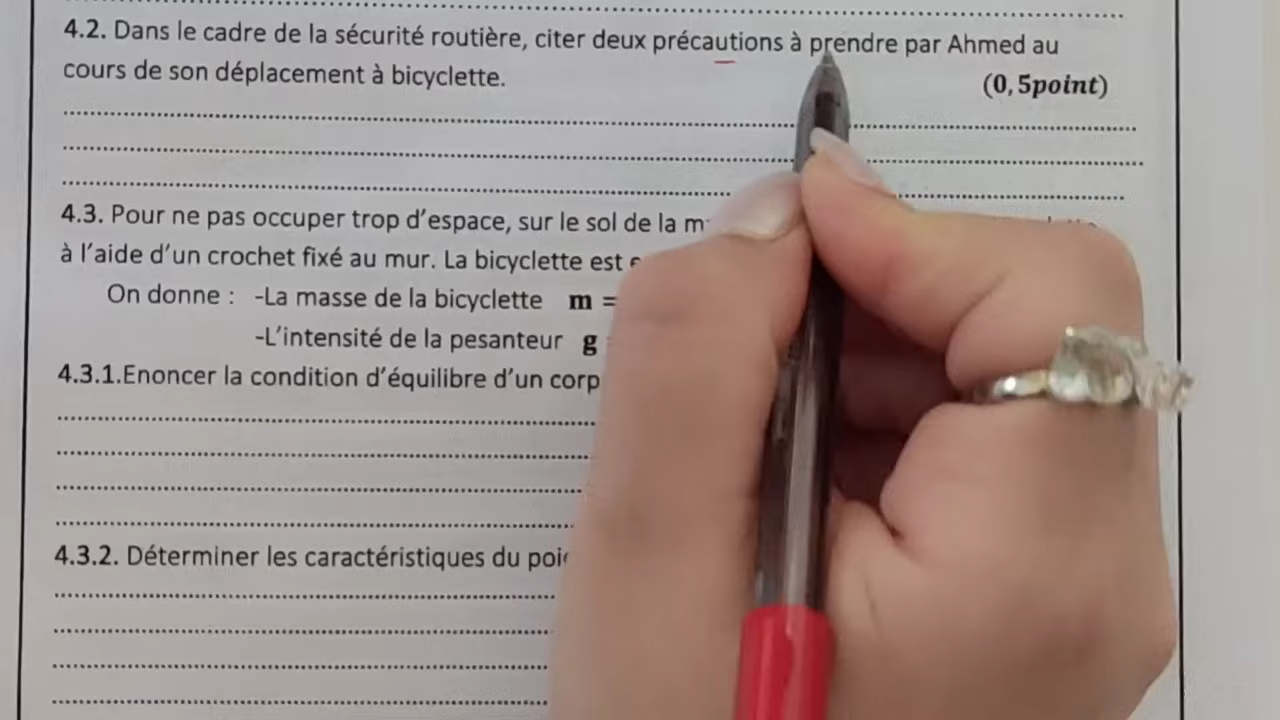 4.2. Dans le cadre de la sécurité routière, citer deux précautions à prendre par Ahmed au
cours de son déplacement à bicyclette. (0,5point)
4.3. Pour ne pas occuper trop d'espace, sur le sol de la
à l'aide d'un crochet fixé au mur. La bicyclette est
On donne : -La masse de la bicyclette m =
-L'intensité de la pesanteur g
4.3.1.Enoncer la condition d'équilibre d'un
4.3.2. Déterminer les caractéristiques du